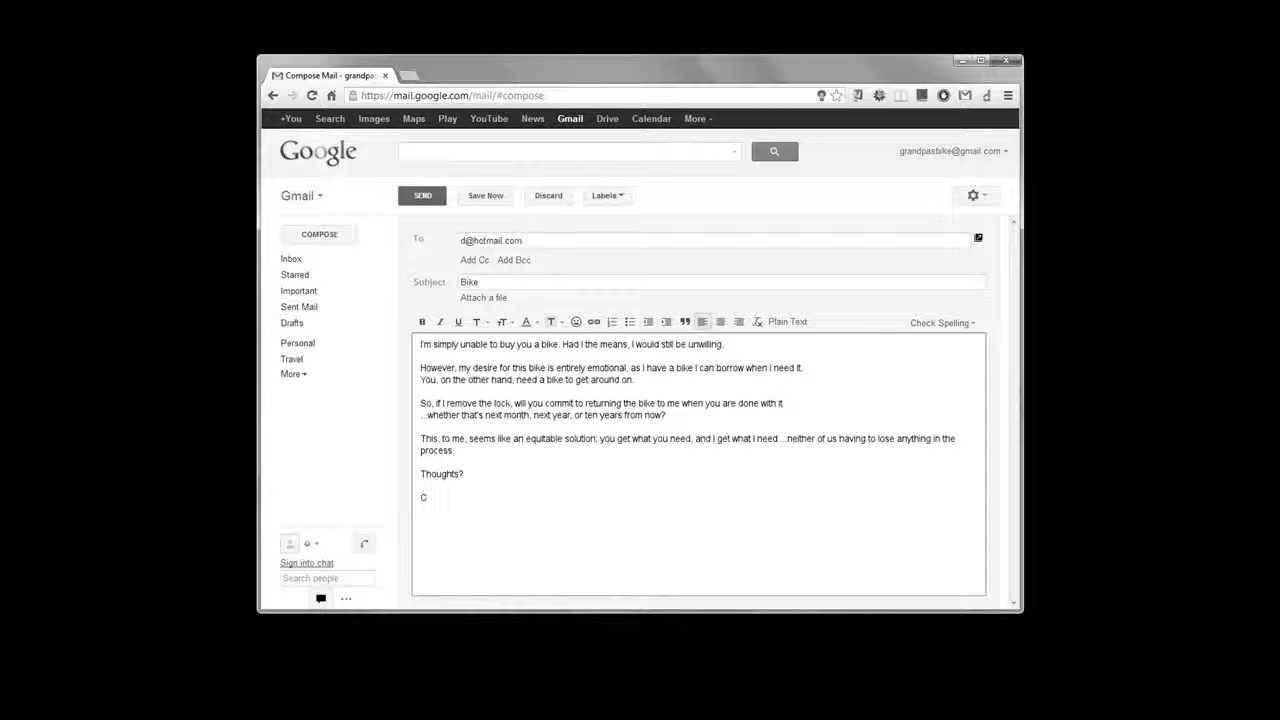 Compose Mail - grandpas
https://mail.google.com/mail/#compose
+You Search Images Maps Play YouTube News Gmail Drive Calendar More
Google
grandpasbike@gmail.com
Gmail
SEND Save Now Discard Labels
COMPOSE
Inbox
Starred
Important
Sent Mail
Drafts
Personal
Travel
More
Sign into chat
Search people...
To d@hotmail.com
Add Cc Add Bcc
Subject Bike
Attach a file
B I U T TT A T Plain Text Check Spelling
I'm simply unable to buy you a bike. Had I the means, I would still be unwilling.
However, my desire for this bike is entirely emotional, as I have a bike I can borrow when I need it.
You, on the other hand, need a bike to get around on.
So, if I remove the lock, will you commit to returning the bike to me when you are done with it
...whether that's next month, next year, or ten years from now?
This, to me, seems like an equitable solution; you get what you need, and I get what I need ...neither of us having to lose anything in the
process.
Thoughts?
C